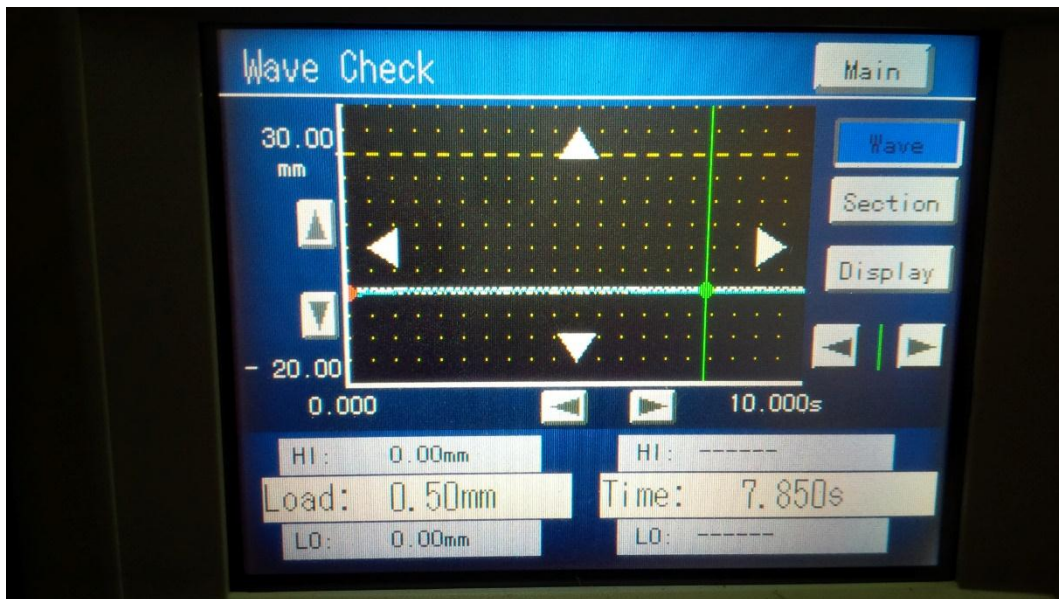 Wave Check
Main
30.00
mm
Wave
Section
Display
- 20.00
0.000
10.000s
HI: 0.00mm
HI: ------
Load: 0.50mm
Time: 7.850s
LO: 0.00mm
LO: ------